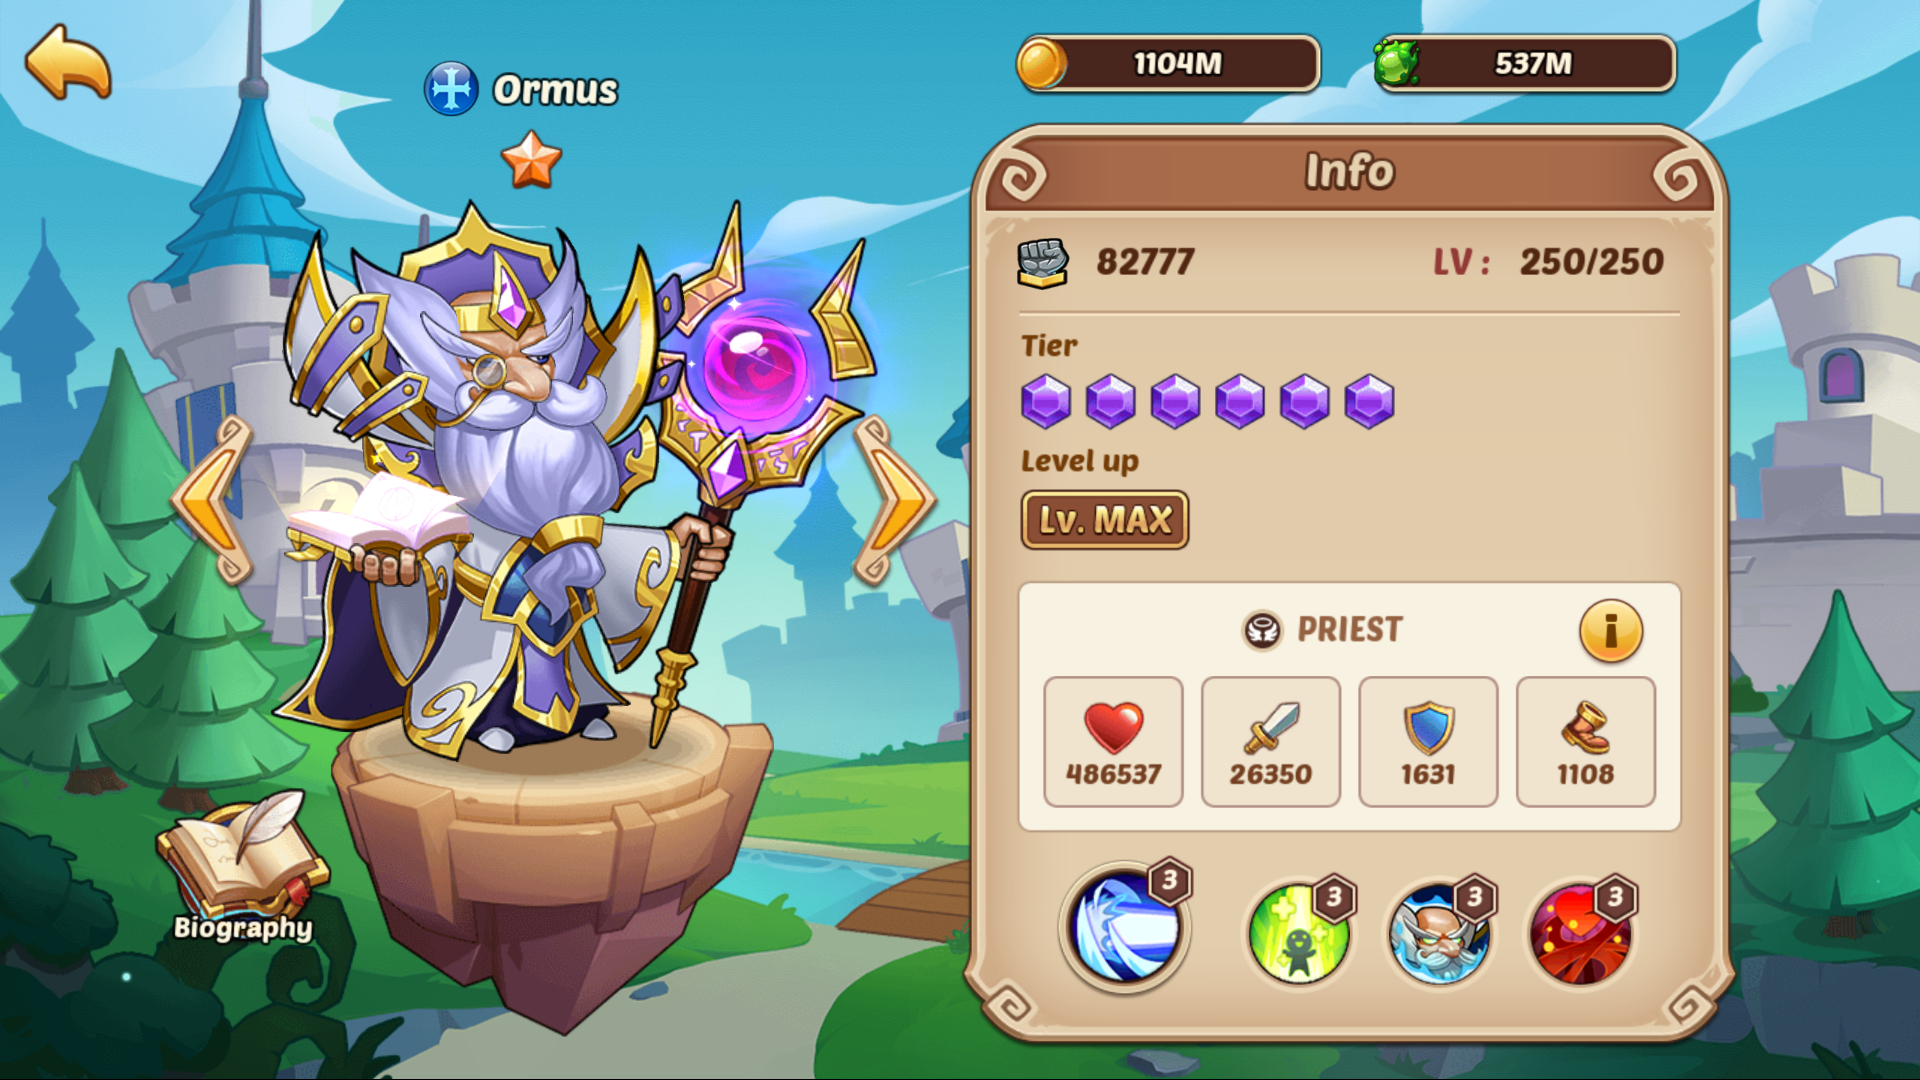 Ormus
1104M
537M
Info
82777
LV : 250/250
Tier
Level up
Lv. MAX
PRIEST
486537
26350
1631
1108
3
3
3
3
Biography